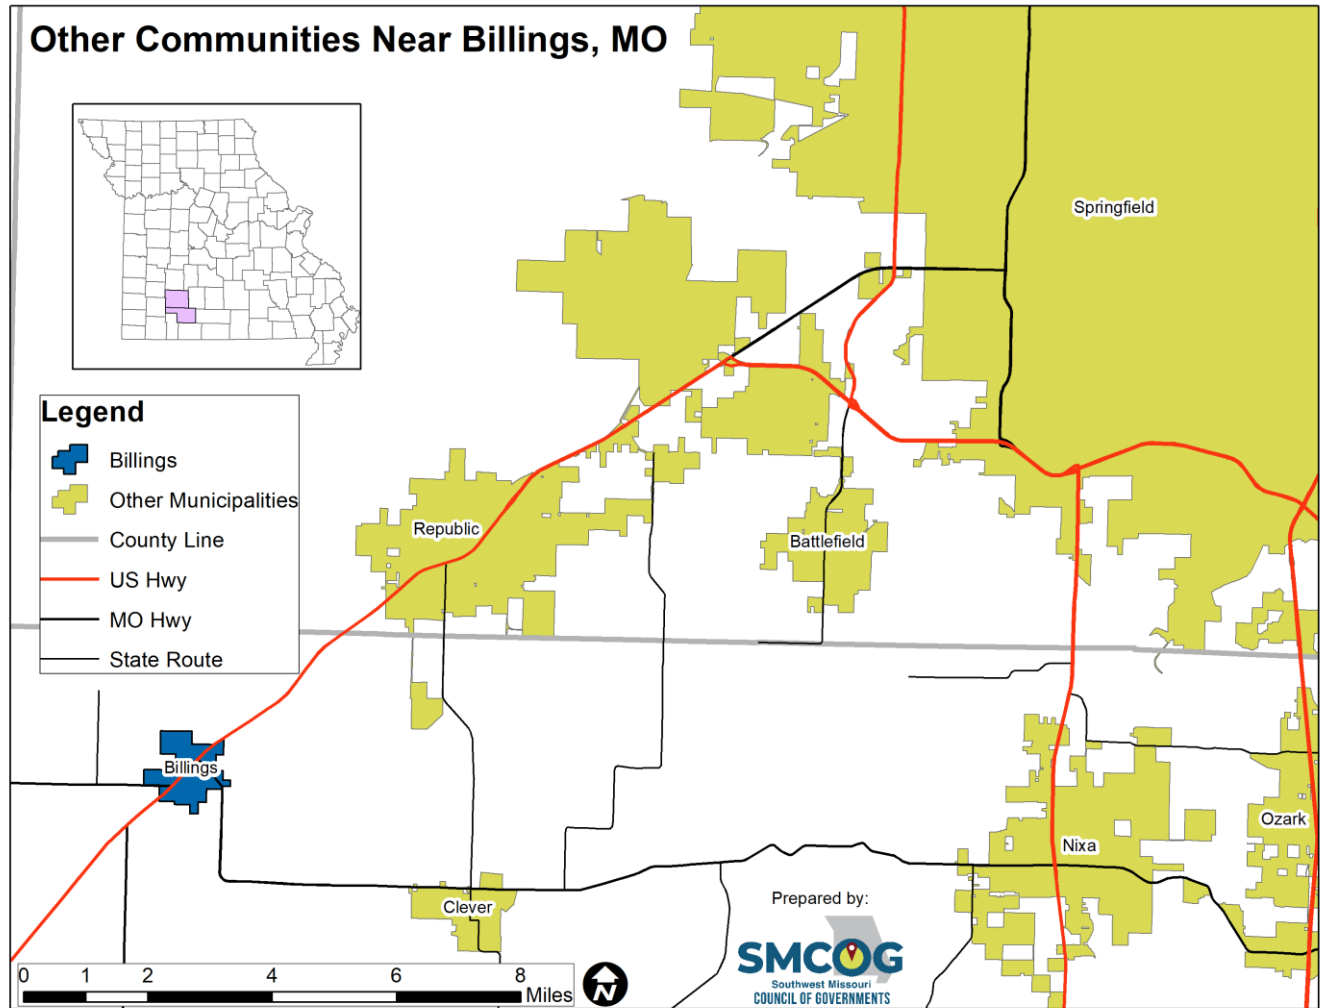 Other Communities Near Billings, MO
Springfield
Legend
Billings
Other Municipalities
County Line
US Hwy
MO Hwy
State Route
Republic
Battlefield
Billings
Ozark
Nixa
Clever
Prepared by:
SMCOG
Southwest Missouri
COUNCIL OF GOVERNMENTS
0 1 2 4 6 8
Miles
N